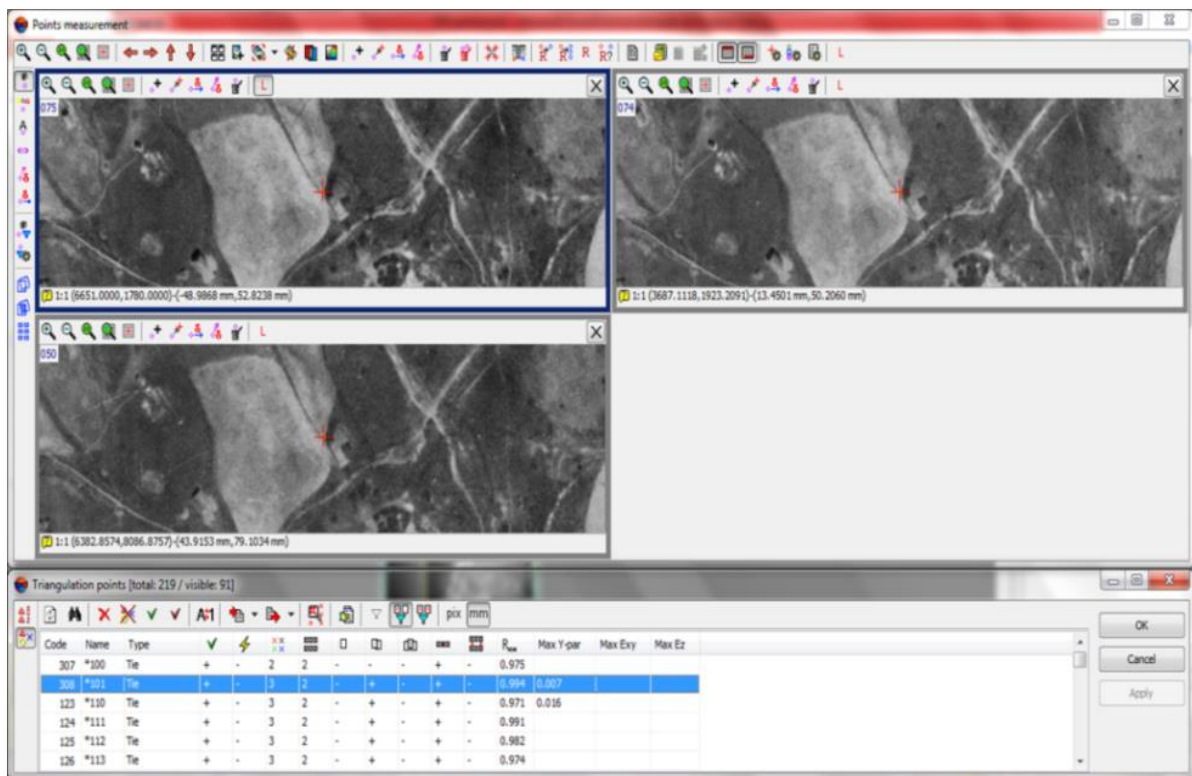 Points measurement
R R R R? L
L
L
075
074
1:1 (6651.0000,1780.0000)-(-48.9868 mm,52.8238 mm)
1:1 (3687.1118,1923.2091)-(13.4501 mm,50.2060 mm)
L
050
1:1 (6382.8574,8086.8757)-(43.9153 mm,79.1034 mm)
Triangulation points [total: 219 / visible: 91]
pix mm
OK
Cancel
Apply
Code Name Type Max Y-par Max Exy Max Ez
307 *100 Tie + - 2 2 - - - + - 0.975
308 *101 Tie + - 3 2 - + - + - 0.994 0.007
123 *110 Tie + - 3 2 - + - + - 0.971 0.016
124 *111 Tie + - 3 2 - + - + - 0.991
125 *112 Tie + - 3 2 - + - + - 0.982
126 *113 Tie + - 3 2 - + - + - 0.974